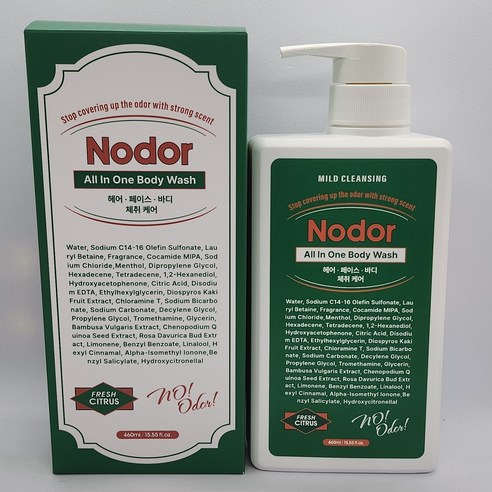 Stop covering up the odor with strong scent
Nodor
All In One Body Wash
헤어 · 페이스 · 바디
체취 케어
Water, Sodium C14-16 Olefin Sulfonate, Lau
ryl Betaine, Fragrance, Cocamide MIPA, Sod
ium Chloride,Menthol, Dipropylene Glycol,
Hexadecene, Tetradecene, 1,2-Hexanediol,
Hydroxyacetophenone, Citric Acid, Disodiu
m EDTA, Ethylhexylglycerin, Diospyros Kaki
Fruit Extract, Chloramine T, Sodium Bicarbo
nate, Sodium Carbonate, Decylene Glycol,
Propylene Glycol, Tromethamine, Glycerin,
Bambusa Vulgaris Extract, Chenopodium Q
uinoa Seed Extract, Rosa Davurica Bud Extr
act, Limonene, Benzyl Benzoate, Linalool, H
exyl Cinnamal, Alpha-Isomethyl Ionone,Be
nzyl Salicylate, Hydroxycitronellal
FRESH
CITRUS
NO!
Odor!
460ml / 15.55 fl.oz.
MILD CLEANSING
Stop covering up the odor with strong scent
Nodor
All In One Body Wash
헤어 · 페이스 · 바디
체취 케어
Water, Sodium C14-16 Olefin Sulfonate, Lau
ryl Betaine, Fragrance, Cocamide MIPA, Sod
ium Chloride,Menthol, Dipropylene Glycol,
Hexadecene, Tetradecene, 1,2-Hexanediol,
Hydroxyacetophenone, Citric Acid, Disodiu
m EDTA, Ethylhexylglycerin, Diospyros Kaki
Fruit Extract, Chloramine T, Sodium Bicarbo
nate, Sodium Carbonate, Decylene Glycol,
Propylene Glycol, Tromethamine, Glycerin,
Bambusa Vulgaris Extract, Chenopodium Q
uinoa Seed Extract, Rosa Davurica Bud Extr
act, Limonene, Benzyl Benzoate, Linalool, H
exyl Cinnamal, Alpha-Isomethyl Ionone,Be
nzyl Salicylate, Hydroxycitronellal
FRESH
CITRUS
NO!
Odor!
460ml / 15.55 fl.oz.